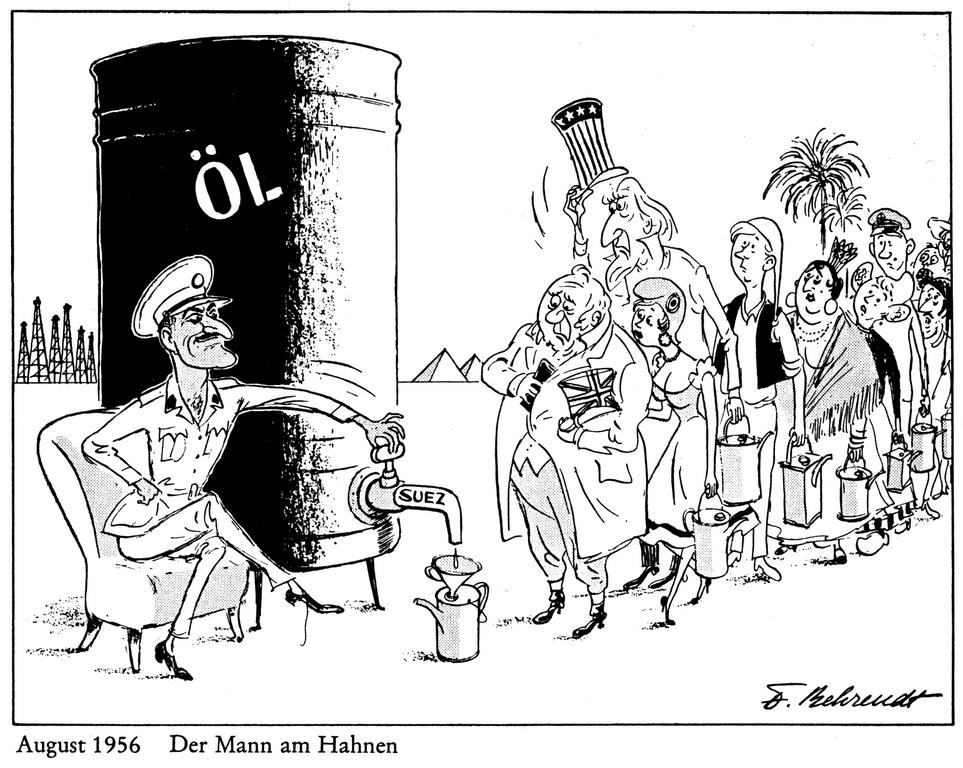 ÖL
SUEZ
F. Behrendt
August 1956 Der Mann am Hahnen